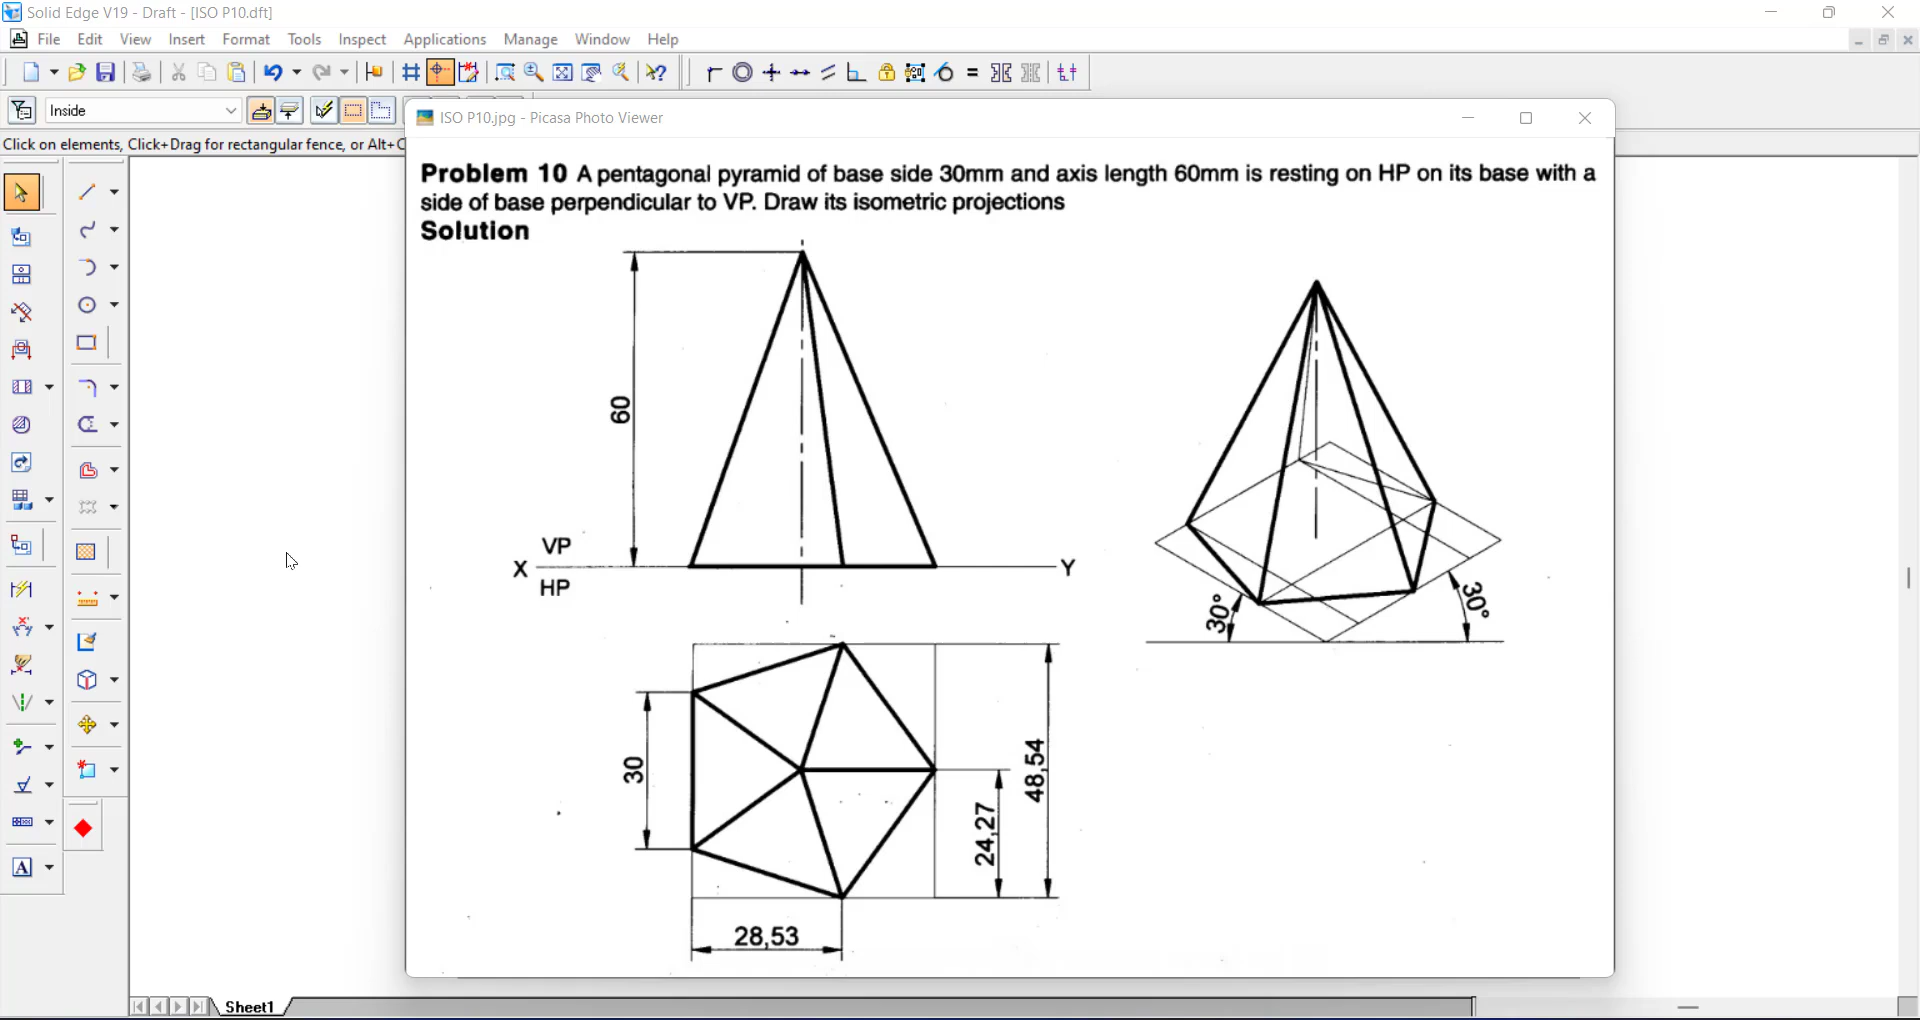 Solid Edge V19 - Draft - [ISO P10.dft]
File Edit View Insert Format Tools Inspect Applications Manage Window Help
Inside
Click on elements, Click+Drag for rectangular fence, or Alt+C
ISO P10.jpg - Picasa Photo Viewer
Problem 10 A pentagonal pyramid of base side 30mm and axis length 60mm is resting on HP on its base with a
side of base perpendicular to VP. Draw its isometric projections
Solution
60
VP
X
Y
HP
30°
30°
30
48,54
24,27
28,53
A
Sheet1